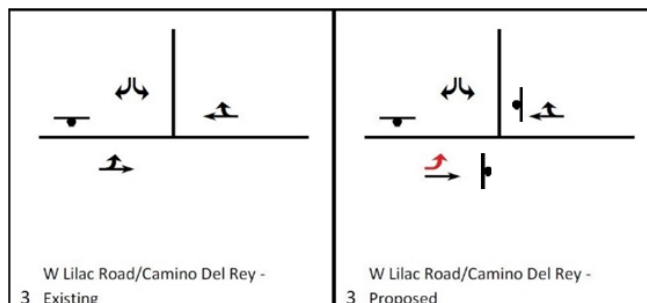 W Lilac Road/Camino Del Rey -
3 Existing
W Lilac Road/Camino Del Rey -
3 Proposed